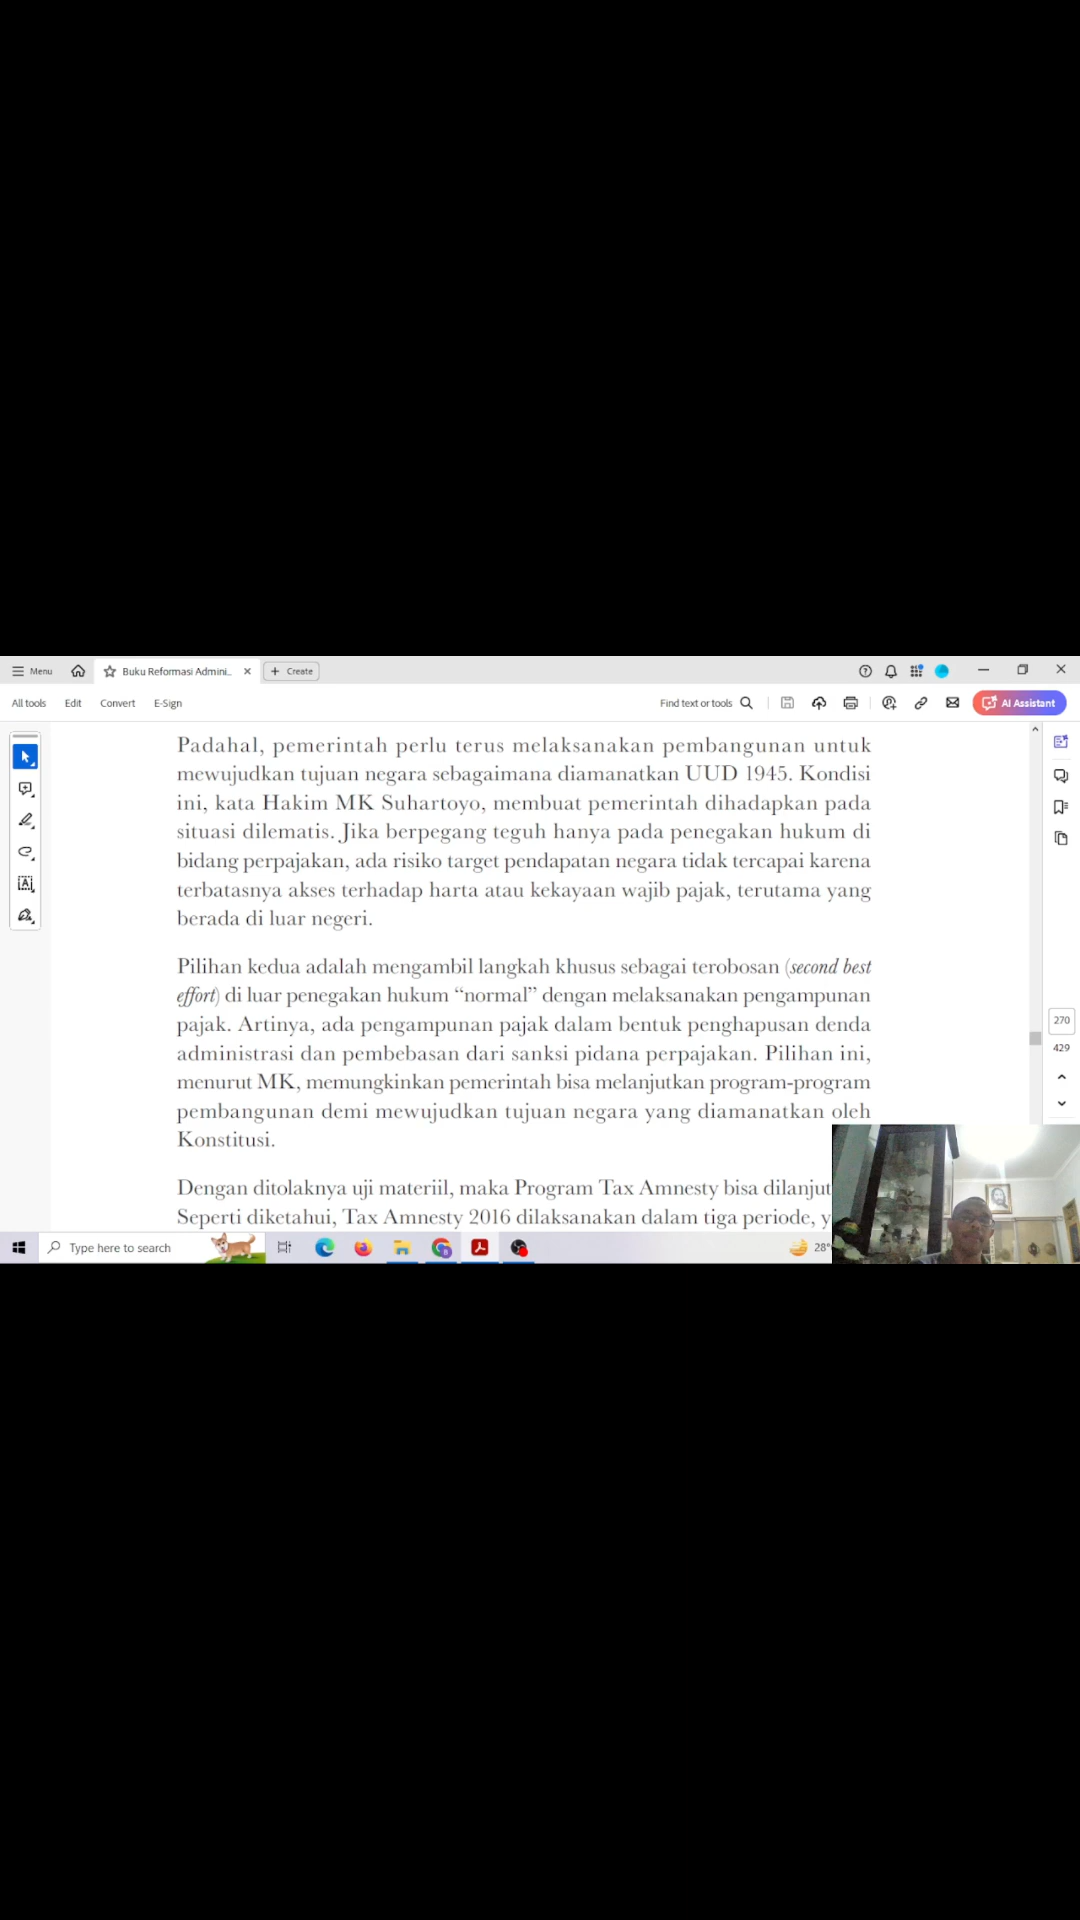 Menu
Buku Reformasi Admini...
Create
All tools
Edit
Convert
E-Sign
Find text or tools
AI Assistant
Padahal, pemerintah perlu terus melaksanakan pembangunan untuk
mewujudkan tujuan negara sebagaimana diamanatkan UUD 1945. Kondisi
ini, kata Hakim MK Suhartoyo, membuat pemerintah dihadapkan pada
situasi dilematis. Jika berpegang teguh hanya pada penegakan hukum di
bidang perpajakan, ada risiko target pendapatan negara tidak tercapai karena
terbatasnya akses terhadap harta atau kekayaan wajib pajak, terutama yang
berada di luar negeri.
Pilihan kedua adalah mengambil langkah khusus sebagai terobosan (second best
effort) di luar penegakan hukum “normal” dengan melaksanakan pengampunan
pajak. Artinya, ada pengampunan pajak dalam bentuk penghapusan denda
administrasi dan pembebasan dari sanksi pidana perpajakan. Pilihan ini,
menurut MK, memungkinkan pemerintah bisa melanjutkan program-program
pembangunan demi mewujudkan tujuan negara yang diamanatkan oleh
Konstitusi.
Dengan ditolaknya uji materiil, maka Program Tax Amnesty bisa dilanjut
Seperti diketahui, Tax Amnesty 2016 dilaksanakan dalam tiga periode, y
270
429
Type here to search
28°